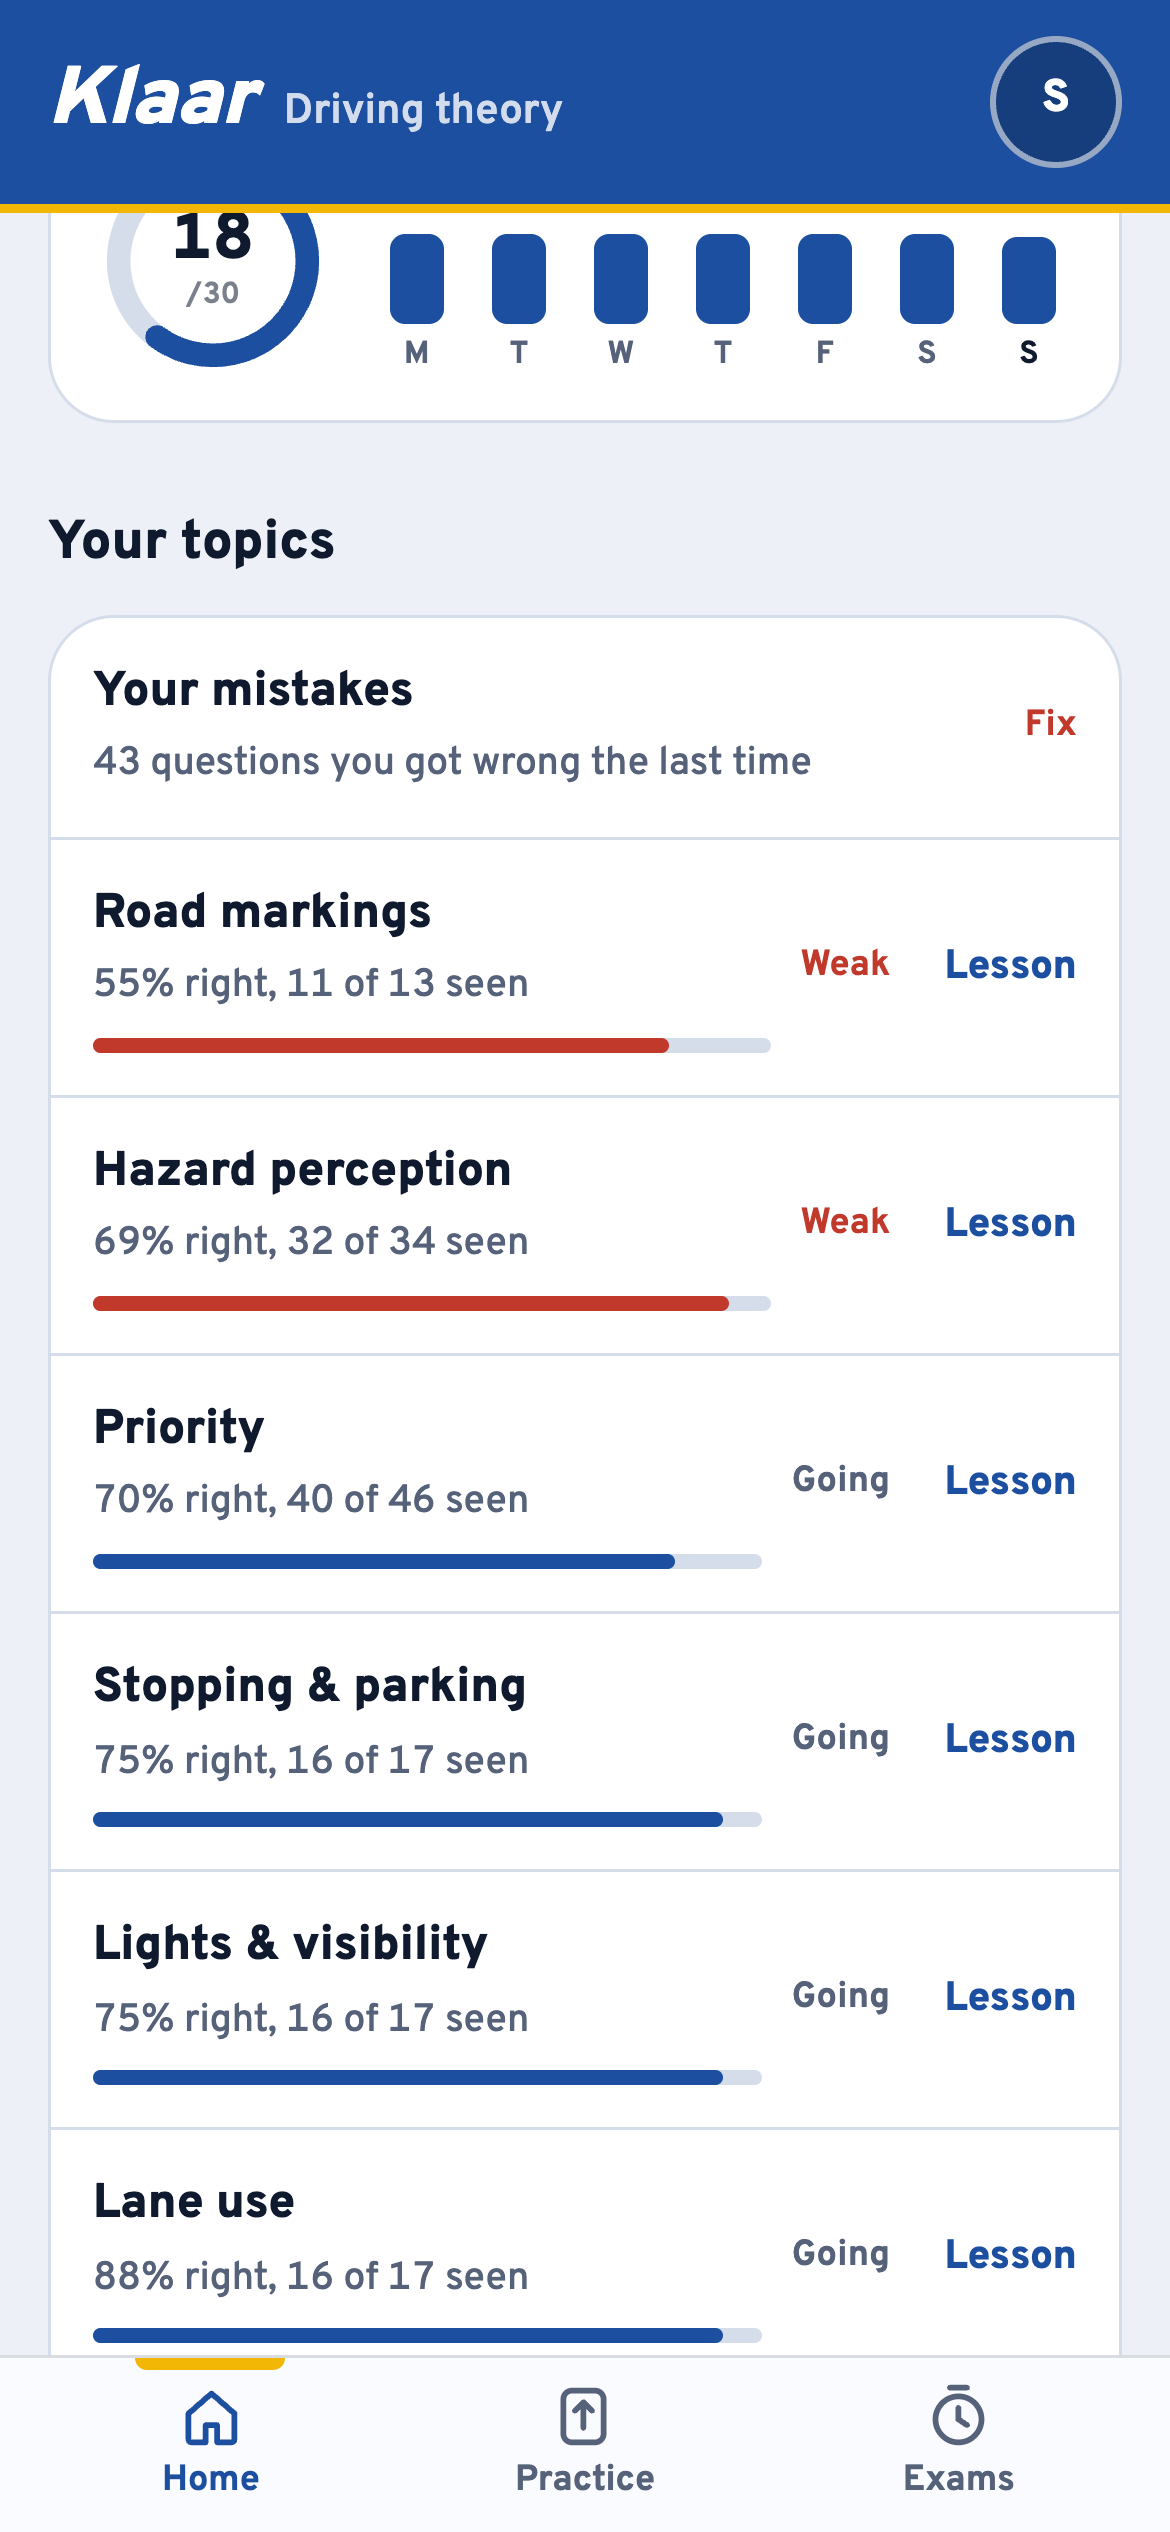 Klaar Driving theory S
18
/30
M T W T F S S
Your topics
Your mistakes
43 questions you got wrong the last time
Fix
Road markings
55% right, 11 of 13 seen
Weak Lesson
Hazard perception
69% right, 32 of 34 seen
Weak Lesson
Priority
70% right, 40 of 46 seen
Going Lesson
Stopping & parking
75% right, 16 of 17 seen
Going Lesson
Lights & visibility
75% right, 16 of 17 seen
Going Lesson
Lane use
88% right, 16 of 17 seen
Going Lesson
Home Practice Exams